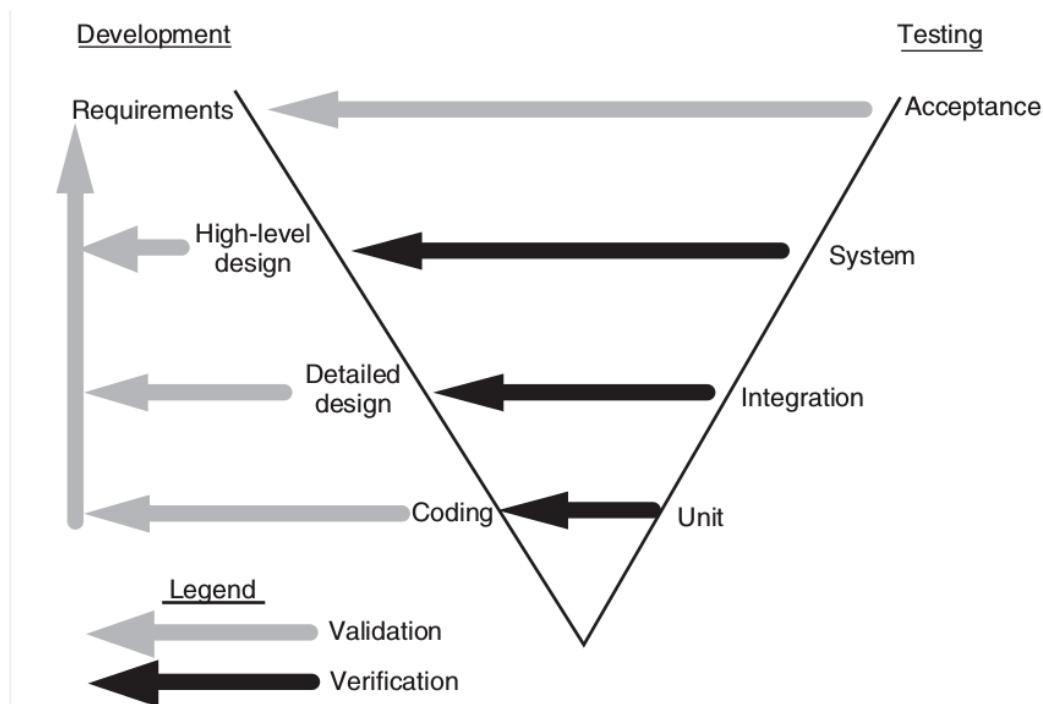 Development
Testing
Requirements
Acceptance
High-level
design
System
Detailed
design
Integration
Coding
Unit
Legend
Validation
Verification